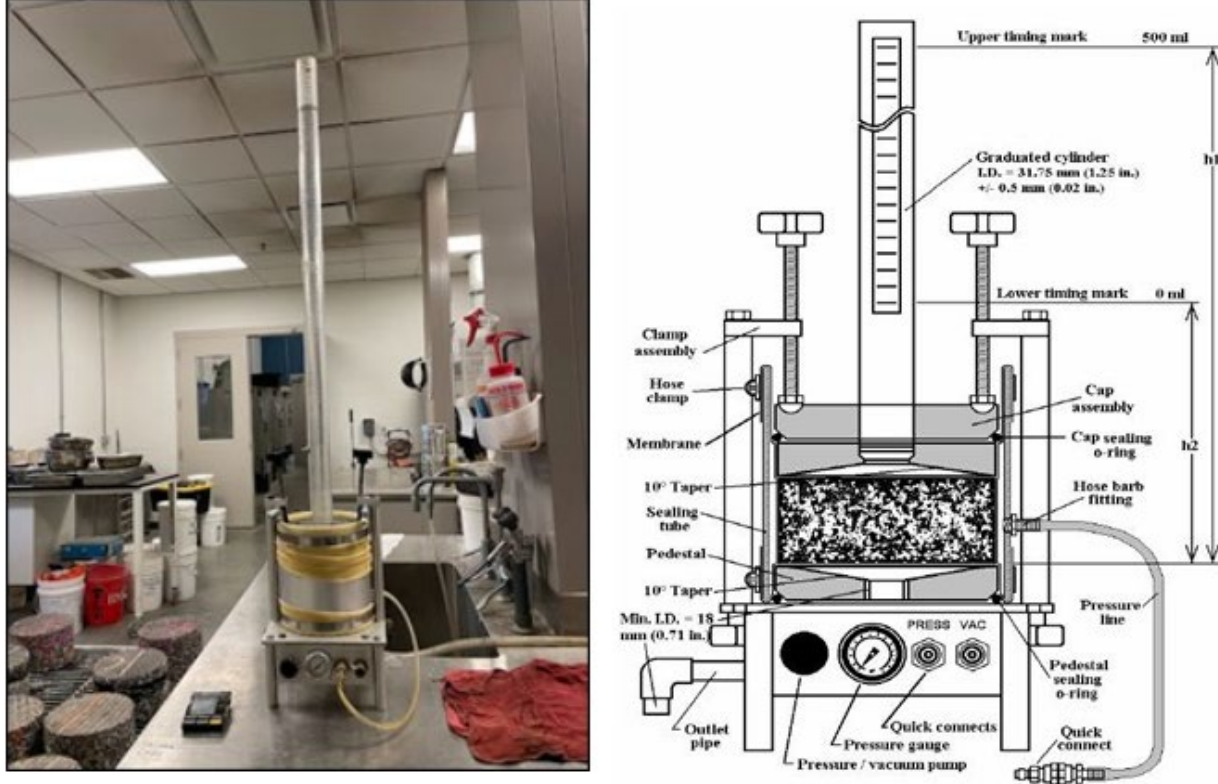 Upper timing mark 500 ml
h1
Graduated cylinder
I.D. = 31.75 mm (1.25 in.)
+/- 0.5 mm (0.02 in.)
Lower timing mark 0 ml
Clamp
assembly
Hose
clamp
Cap
assembly
Membrane
Cap sealing
o-ring
h2
10° Taper
Hose barb
fitting
Sealing
tube
Pedestal
10° Taper
Pressure
line
Min. I.D. = 18
mm (0.71 in.)
PRESS VAC
Pedestal
sealing
o-ring
Outlet
pipe
Quick connects
Pressure gauge
Pressure / vacuum pump
Quick
connect